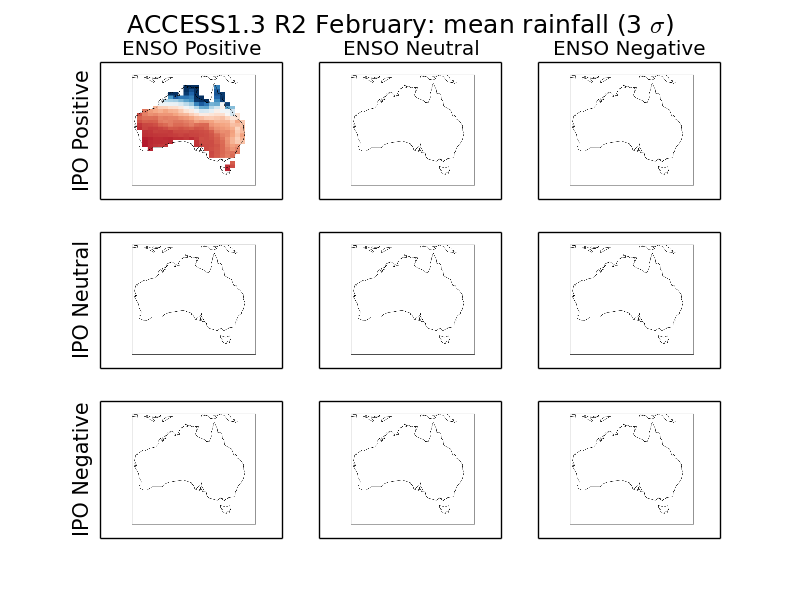 ACCESS1.3 R2 February: mean rainfall (3 σ)
ENSO Positive ENSO Neutral ENSO Negative
IPO Positive
IPO Neutral
IPO Negative